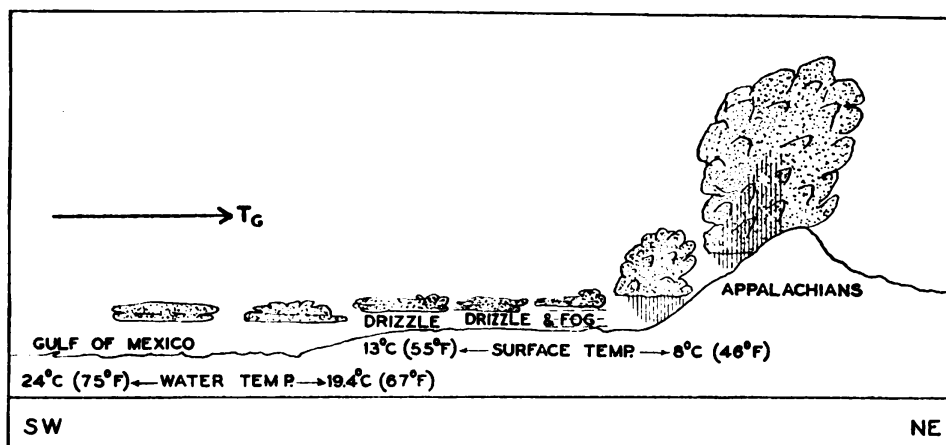 T_G
APPALACHIANS
DRIZZLE DRIZZLE & FOG
GULF OF MEXICO
13°C (55°F) ← SURFACE TEMP. → 8°C (46°F)
24°C (75°F) ← WATER TEMP. → 19.4°C (67°F)
SW NE